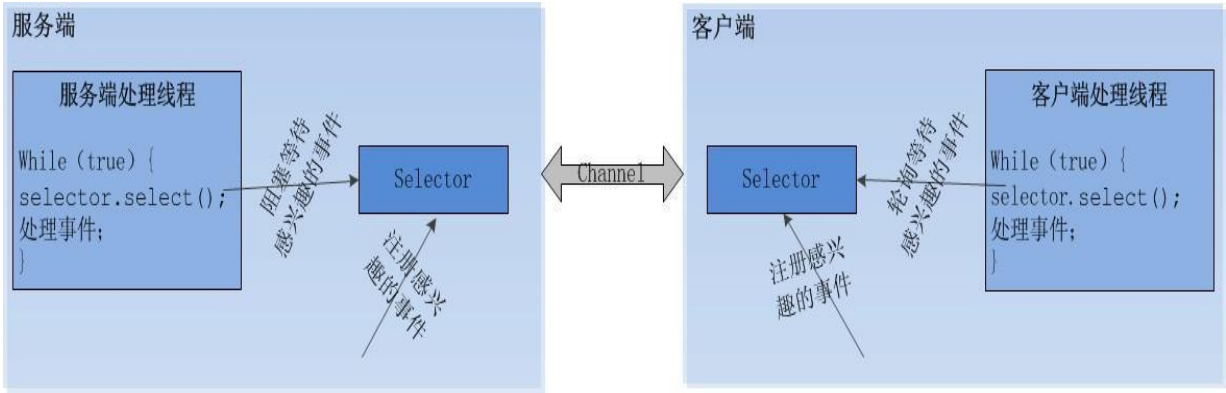 服务端
服务端处理线程
While (true) {
selector.select();
处理事件;
}
阻塞等待
感兴趣的事件
Selector
注册感兴
趣的事件
Channel
客户端
Selector
轮询等待
感兴趣的事件
注册感兴
趣的事件
客户端处理线程
While (true) {
selector.select();
处理事件;
}